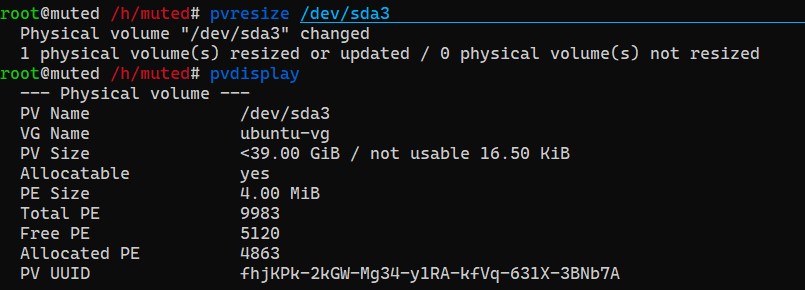 root@muted /h/muted# pvresize /dev/sda3
  Physical volume "/dev/sda3" changed
  1 physical volume(s) resized or updated / 0 physical volume(s) not resized
root@muted /h/muted# pvdisplay
  --- Physical volume ---
  PV Name               /dev/sda3
  VG Name               ubuntu-vg
  PV Size               <39.00 GiB / not usable 16.50 KiB
  Allocatable           yes
  PE Size               4.00 MiB
  Total PE              9983
  Free PE               5120
  Allocated PE          4863
  PV UUID               fhjKPk-2kGW-Mg34-y1RA-kfVq-631X-3BNb7A